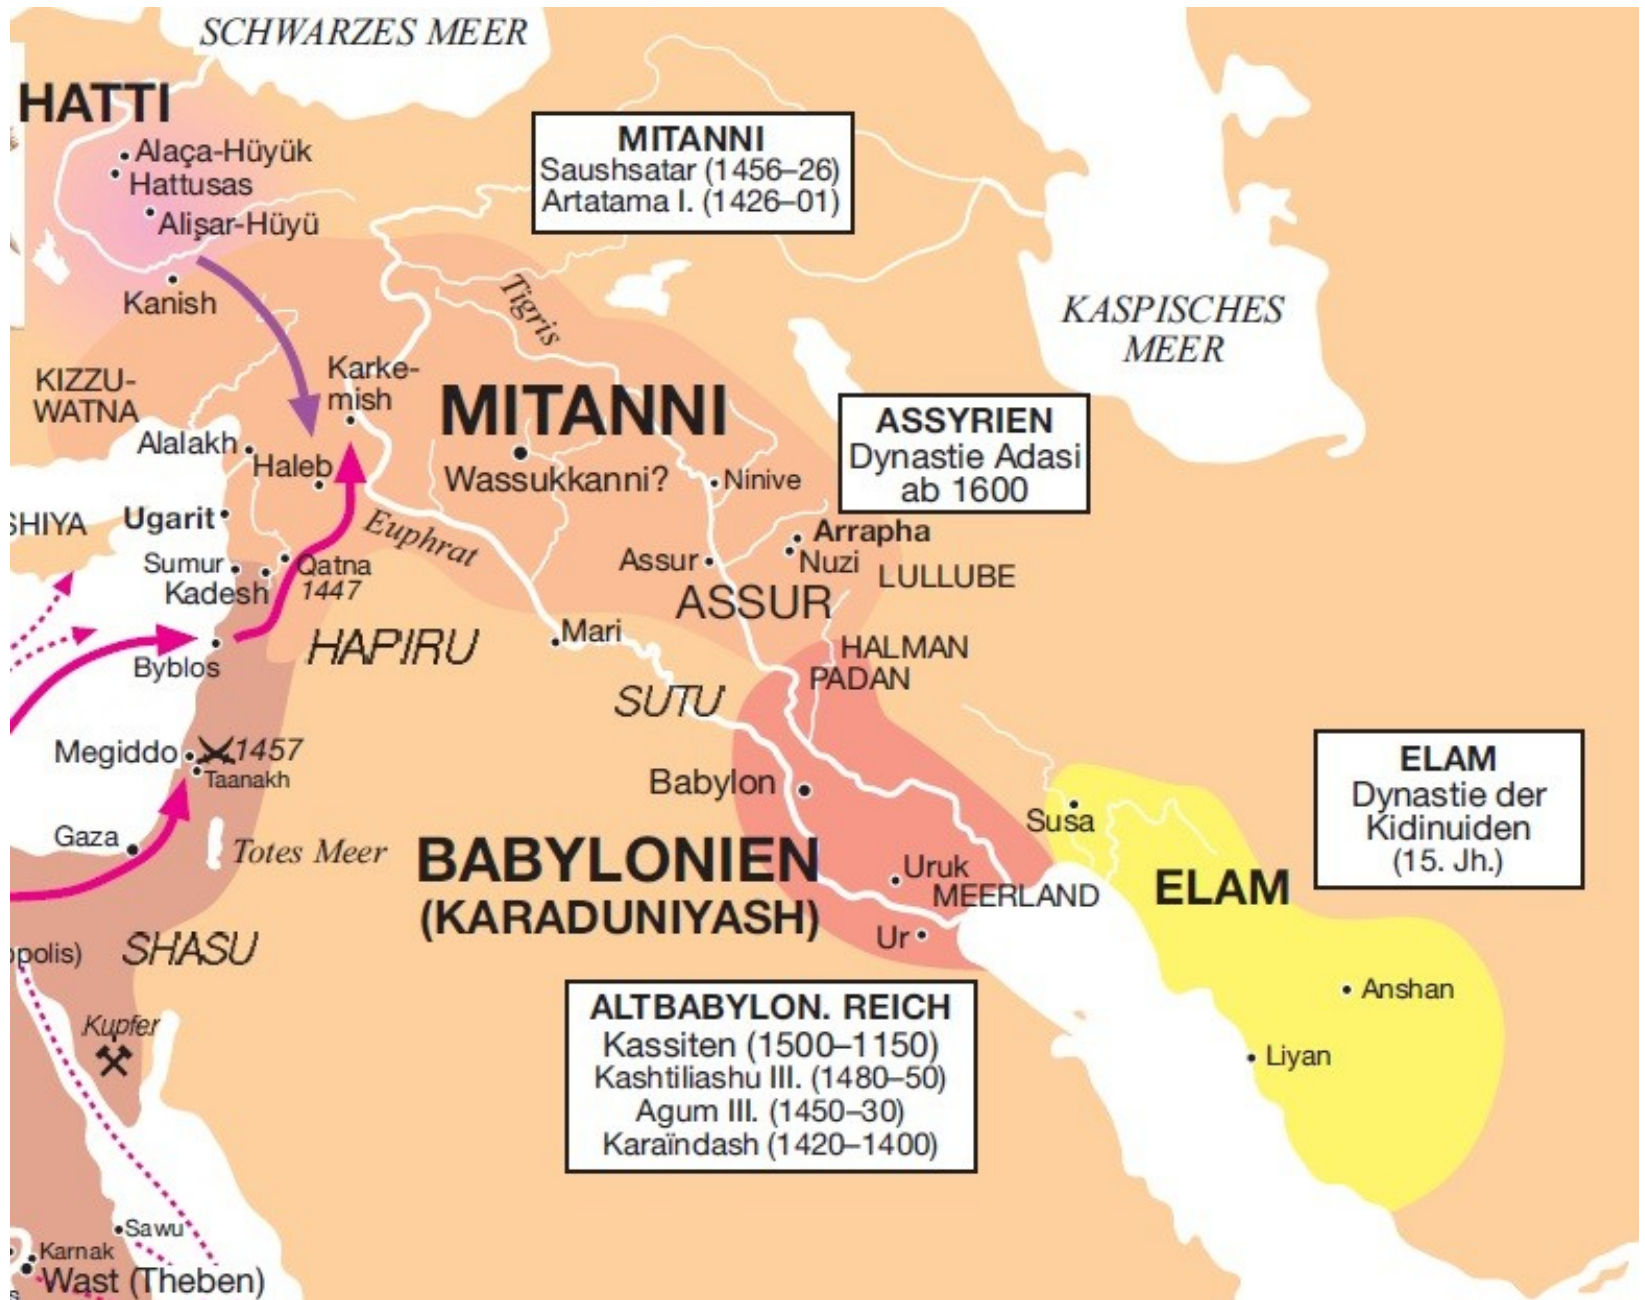 SCHWARZES MEER
HATTI
Alaça-Hüyük
Hattusas
Alişar-Hüyü
Kanish
MITANNI
Saushsatar (1456–26)
Artatama I. (1426–01)
Tigris
KASPISCHES
MEER
KIZZU-
WATNA
Karke-
mish
MITANNI
Wassukkanni?
ASSYRIEN
Dynastie Adasi
ab 1600
Alalakh
Haleb
Ninive
Ugarit
SHIYA
Euphrat
Arrapha
Nuzi
Assur
LULLUBE
Sumur
Kadesh
Qatna
1447
ASSUR
HAPIRU
Mari
HALMAN
PADAN
Byblos
SUTU
Megiddo
1457
Taanakh
Babylon
Susa
ELAM
Dynastie der
Kidinuiden
(15. Jh.)
Gaza
Totes Meer
BABYLONIEN
(KARADUNIYASH)
Uruk
MEERLAND
Ur
ELAM
opolis)
SHASU
Anshan
Liyan
Kupfer
ALTBABYLON. REICH
Kassiten (1500–1150)
Kashtiliashu III. (1480–50)
Agum III. (1450–30)
Karaïndash (1420–1400)
Sawu
Karnak
Wast (Theben)